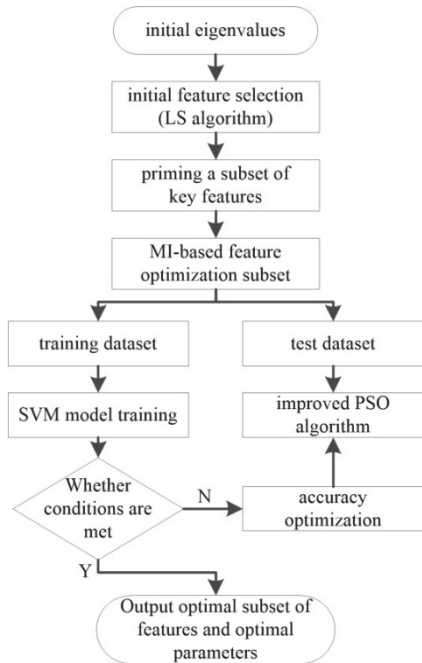 initial eigenvalues
initial feature selection
(LS algorithm)
priming a subset of
key features
MI-based feature
optimization subset
training dataset
test dataset
SVM model training
improved PSO
algorithm
Whether
conditions are
met
N
accuracy
optimization
Y
Output optimal subset of
features and optimal
parameters